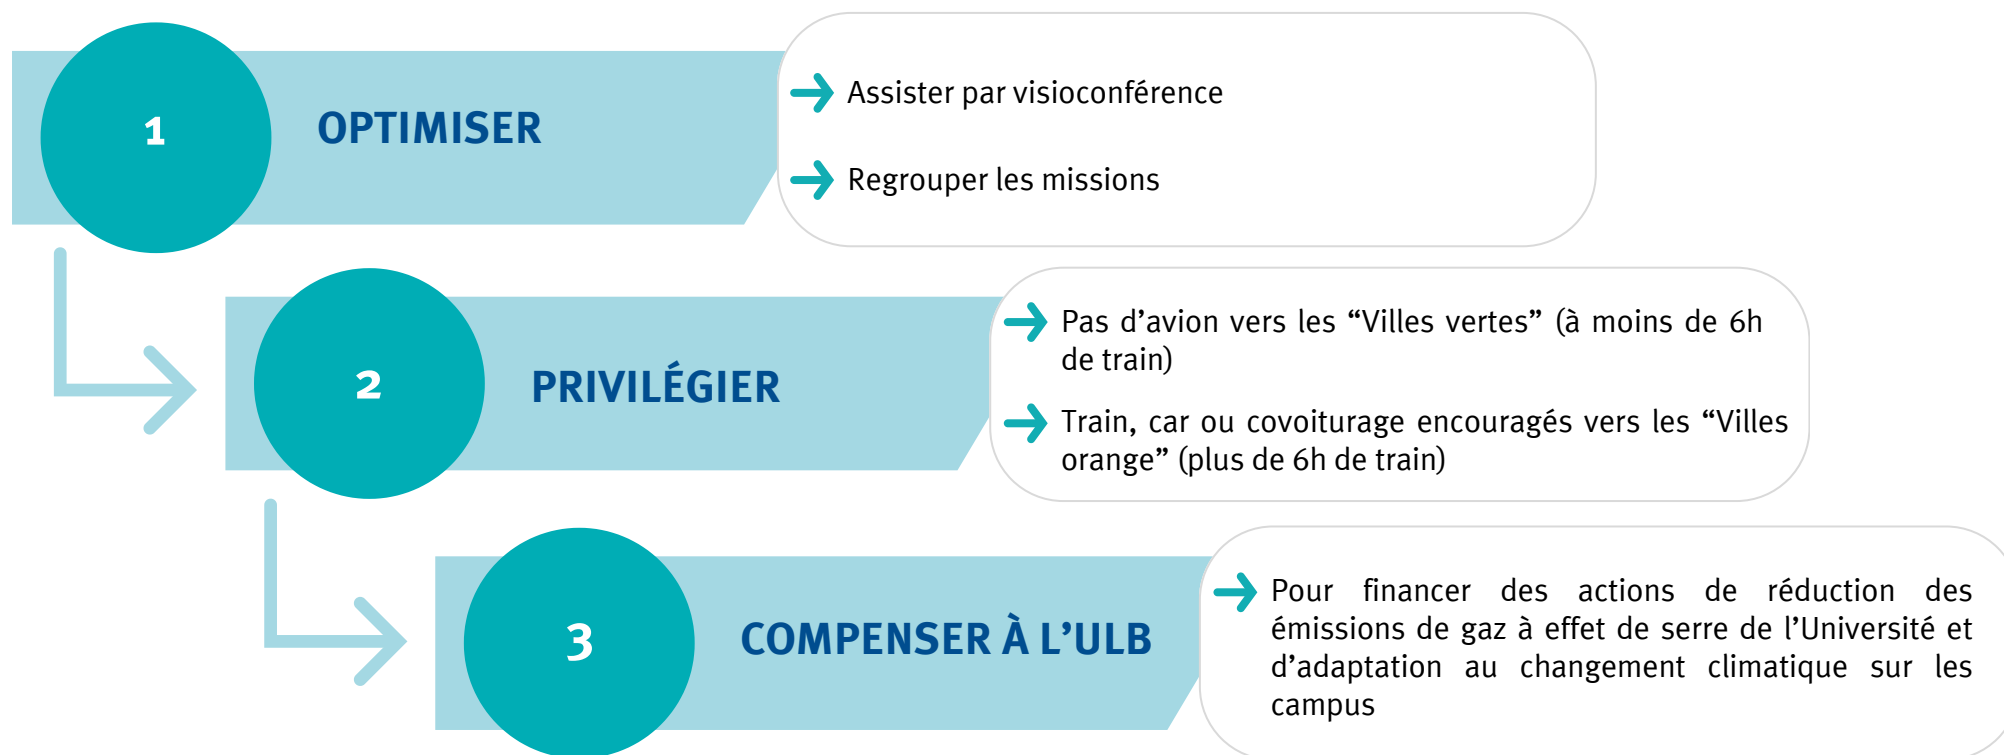 1
OPTIMISER
Assister par visioconférence
Regrouper les missions
2
PRIVILÉGIER
Pas d’avion vers les “Villes vertes” (à moins de 6h
de train)
Train, car ou covoiturage encouragés vers les “Villes
orange” (plus de 6h de train)
3
COMPENSER À L’ULB
Pour financer des actions de réduction des
émissions de gaz à effet de serre de l’Université et
d’adaptation au changement climatique sur les
campus